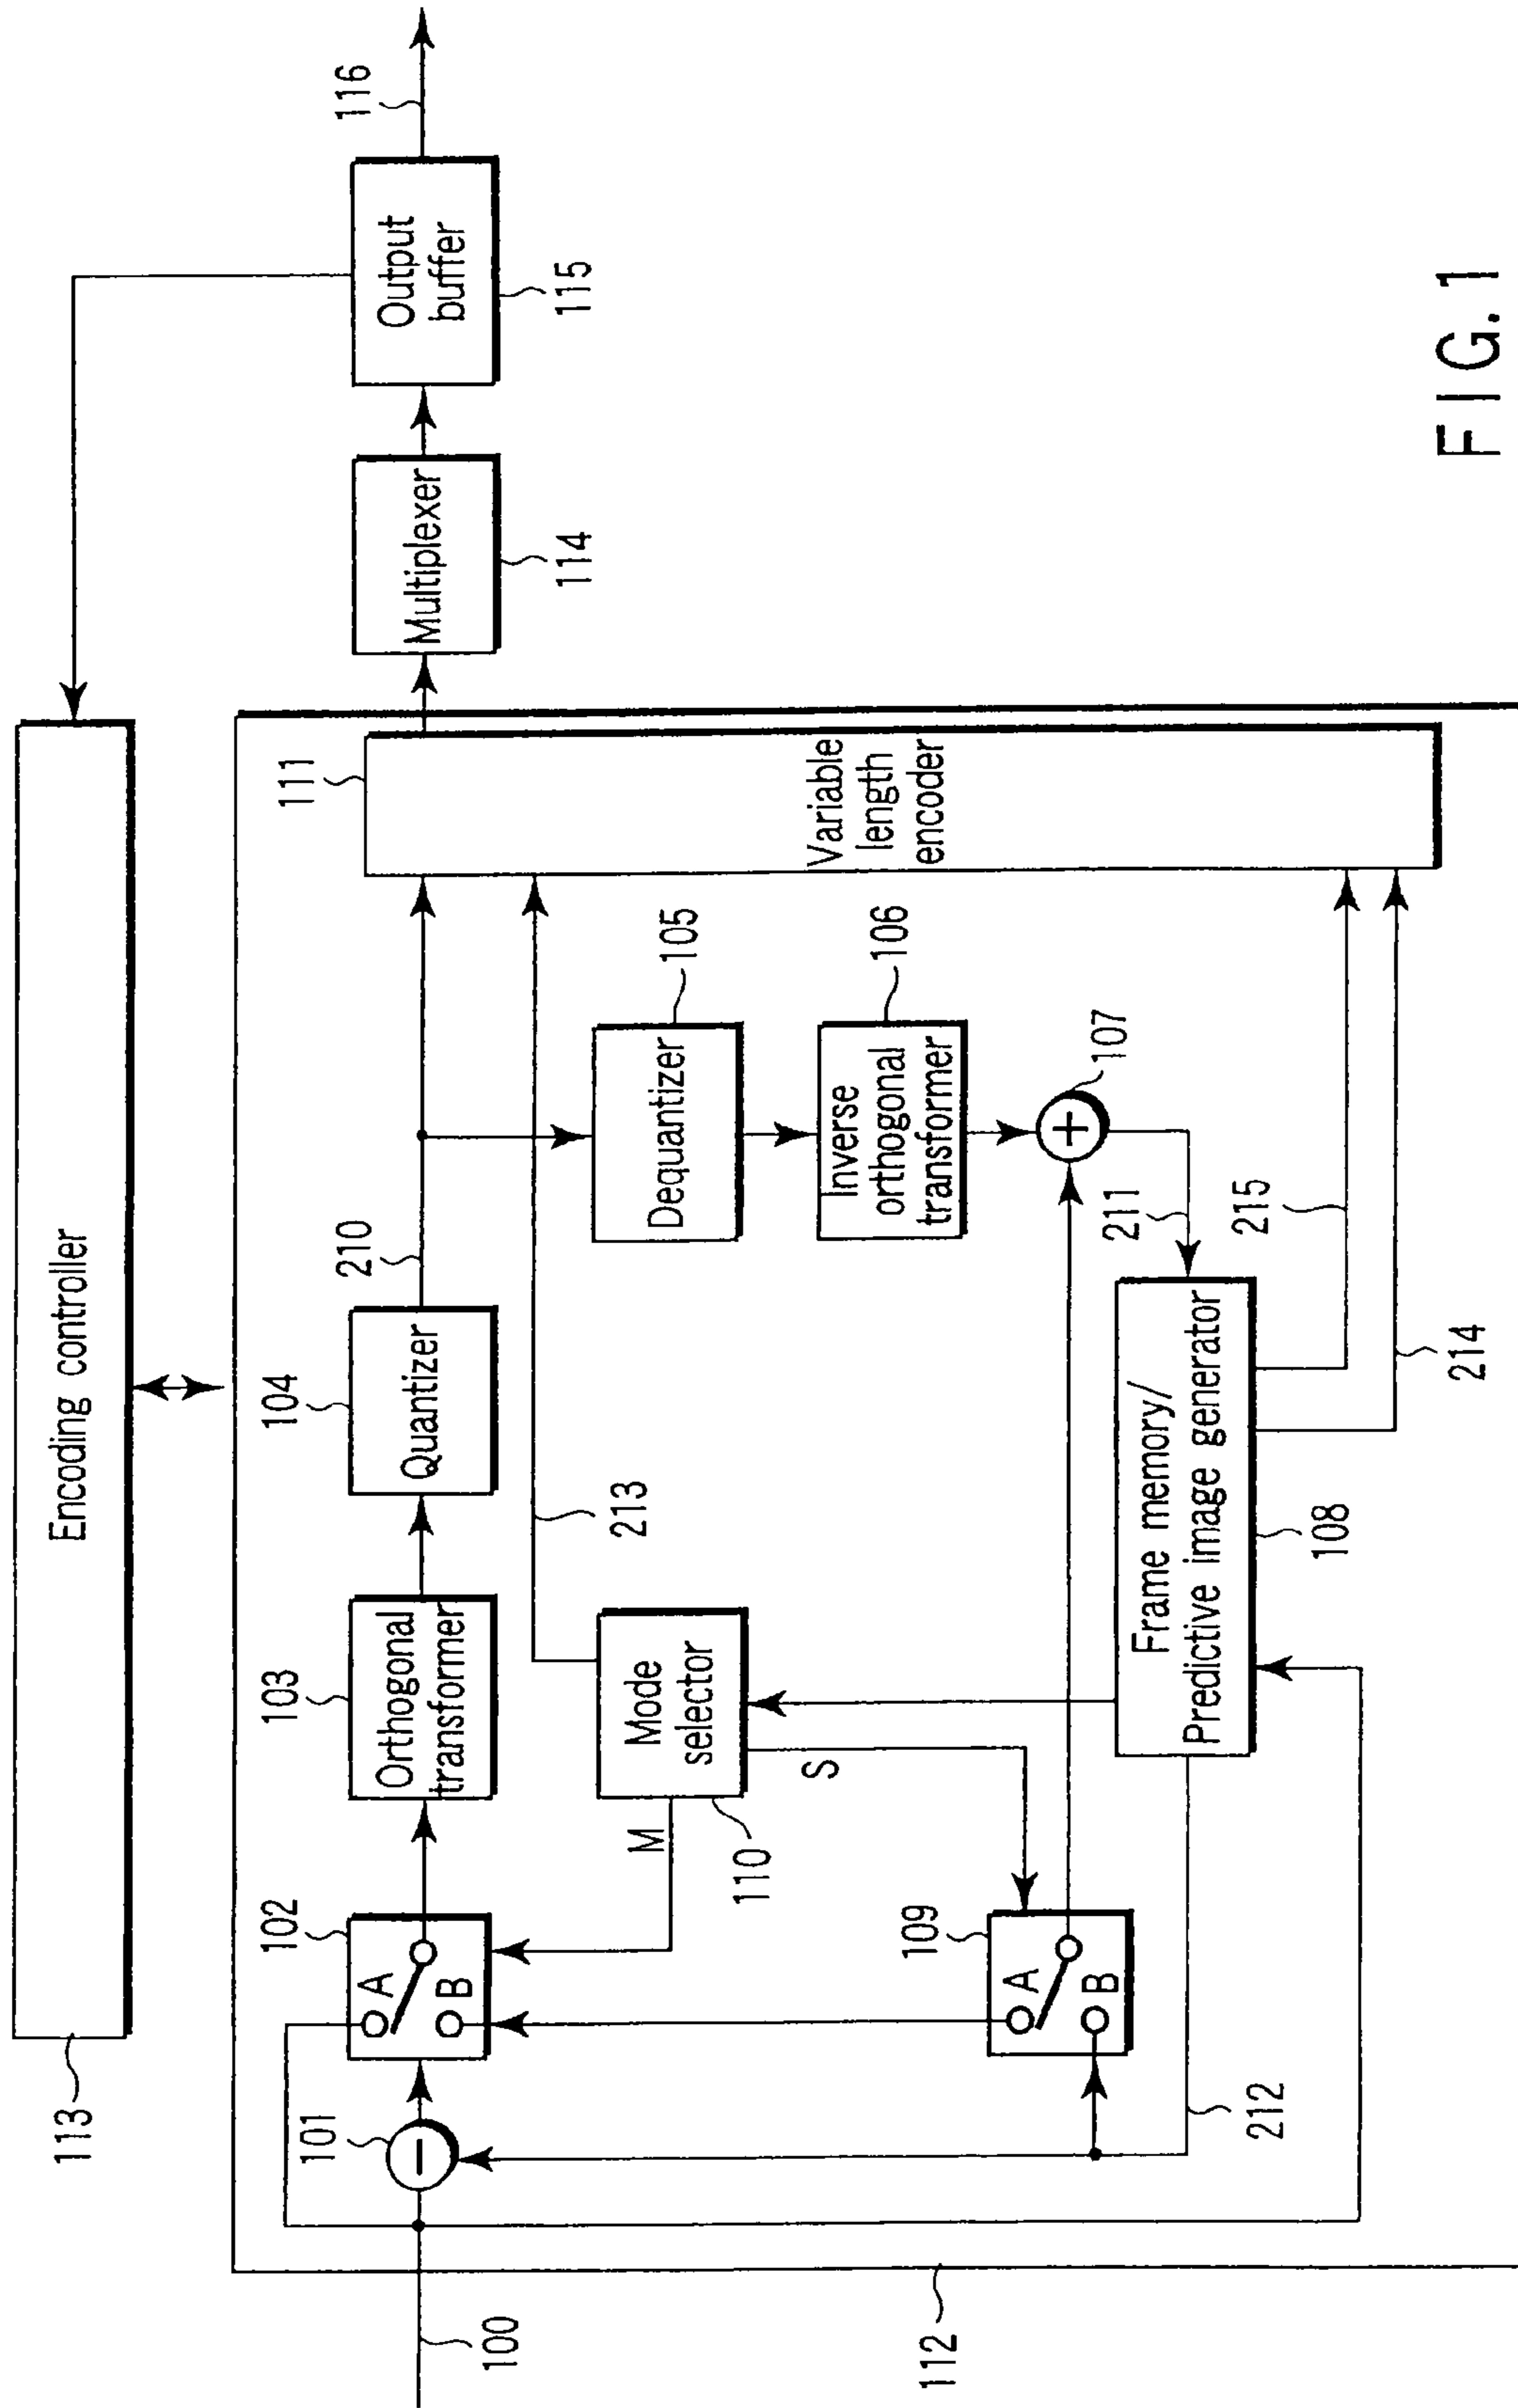 113
Encoding controller
112
100
101
102
A
B
103
Orthogonal
transformer
104
Quantizer
210
111
Variable
length
encoder
Multiplexer
114
Output
buffer
115
116
M
Mode
selector
110
S
213
Dequantizer
105
Inverse
orthogonal
transformer
106
107
109
A
B
212
Frame memory/
Predictive image generator
108
211
215
214
FIG. 1